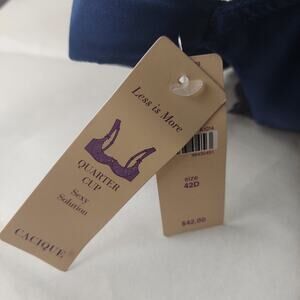 Less is More
QUARTER
CUP
Sexy
Solution
CACIQUE
size
42D
$42.00